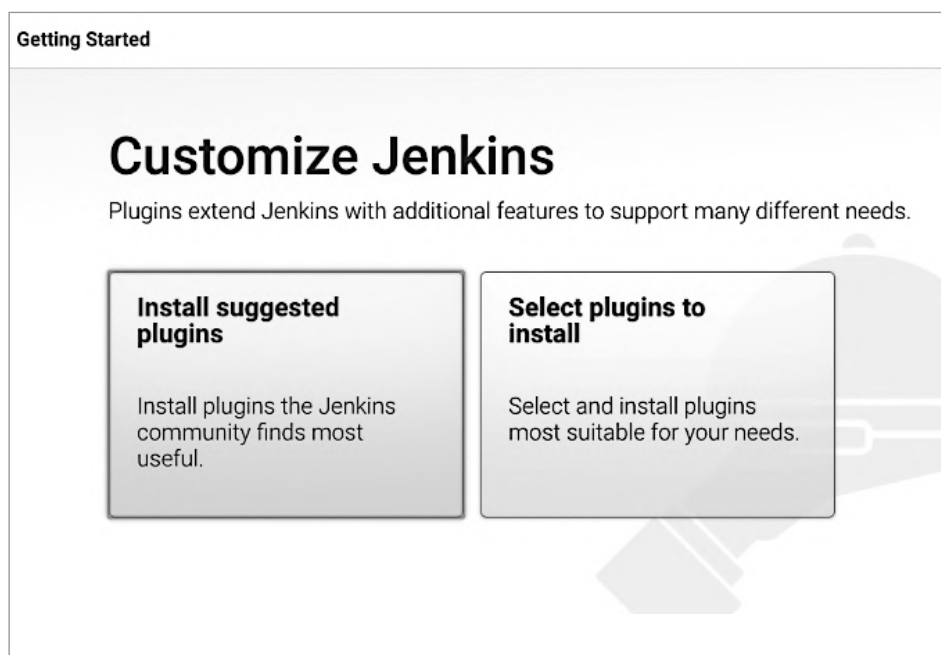 Getting Started
Customize Jenkins
Plugins extend Jenkins with additional features to support many different needs.
Install suggested
plugins
Install plugins the Jenkins
community finds most
useful.
Select plugins to
install
Select and install plugins
most suitable for your needs.